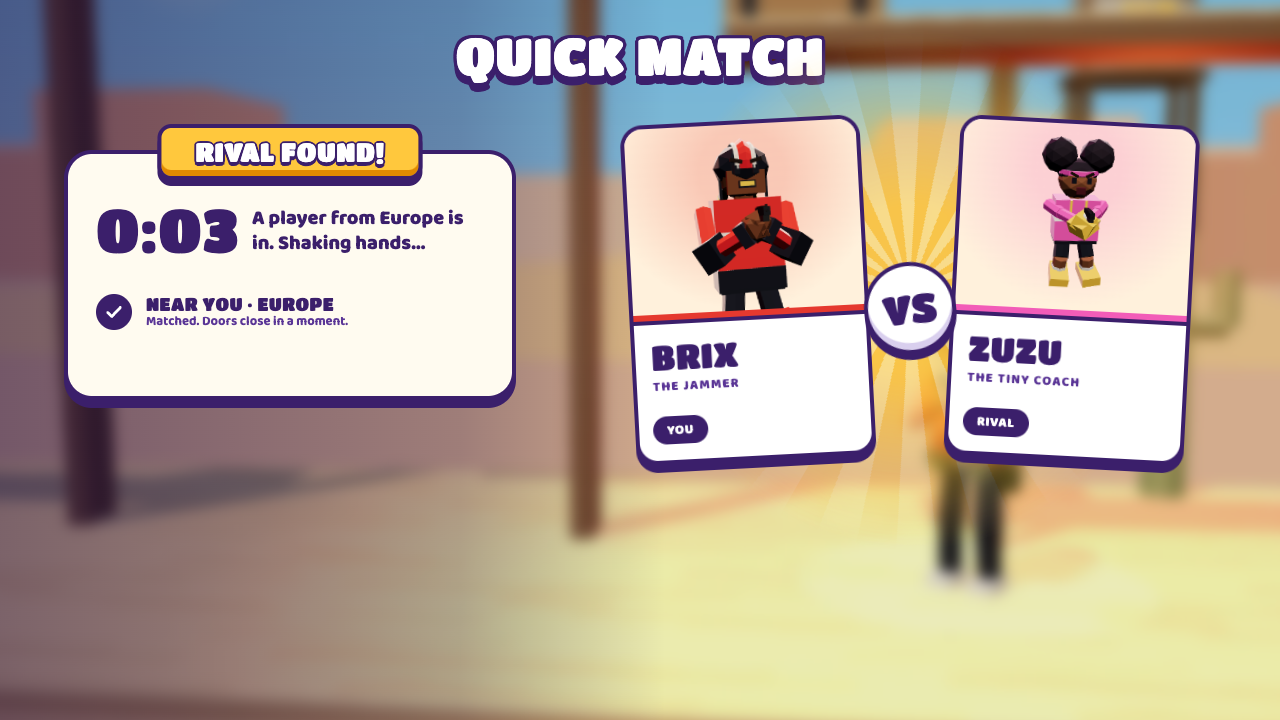 QUICK MATCH
RIVAL FOUND!
0:03
A player from Europe is
in. Shaking hands...
NEAR YOU · EUROPE
Matched. Doors close in a moment.
BRIX
THE JAMMER
YOU
VS
ZUZU
THE TINY COACH
RIVAL